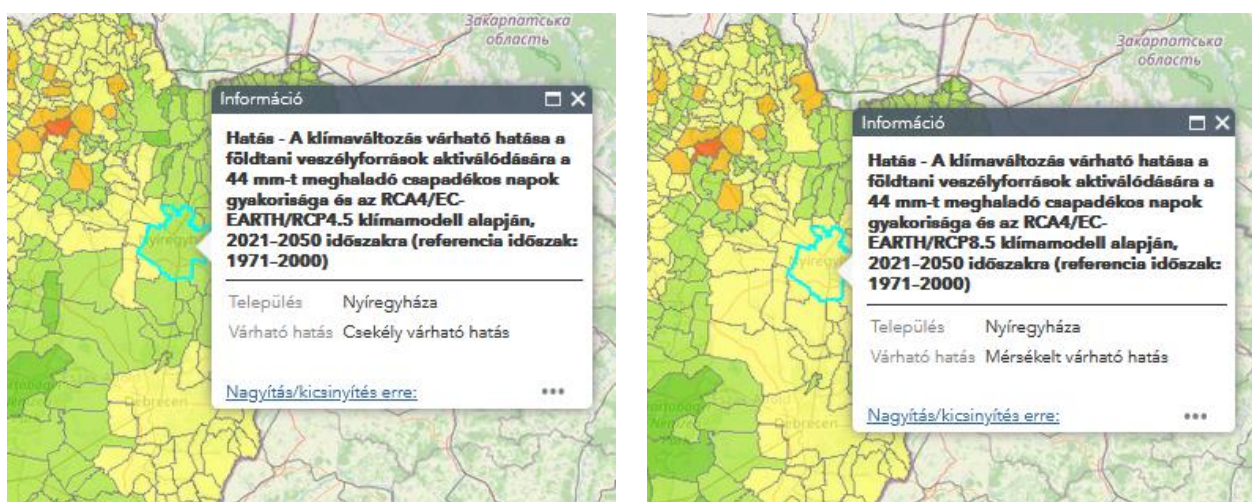 Закарпатська
область
Információ
Hatás - A klímaváltozás várható hatása a
földtani veszélyforrások aktiválódására a
44 mm-t meghaladó csapadékos napok
gyakorisága és az RCA4/EC-
EARTH/RCP4.5 klímamodell alapján,
2021-2050 időszakra (referencia időszak:
1971-2000)
Település Nyíregyháza
Várható hatás Csekély várható hatás
Nagyítás/kicsinyítés erre:
Debrecen
Закарпатська
область
Információ
Hatás - A klímaváltozás várható hatása a
földtani veszélyforrások aktiválódására a
44 mm-t meghaladó csapadékos napok
gyakorisága és az RCA4/EC-
EARTH/RCP8.5 klímamodell alapján,
2021-2050 időszakra (referencia időszak:
1971-2000)
Település Nyíregyháza
Várható hatás Mérsékelt várható hatás
Nagyítás/kicsinyítés erre:
Debrecen